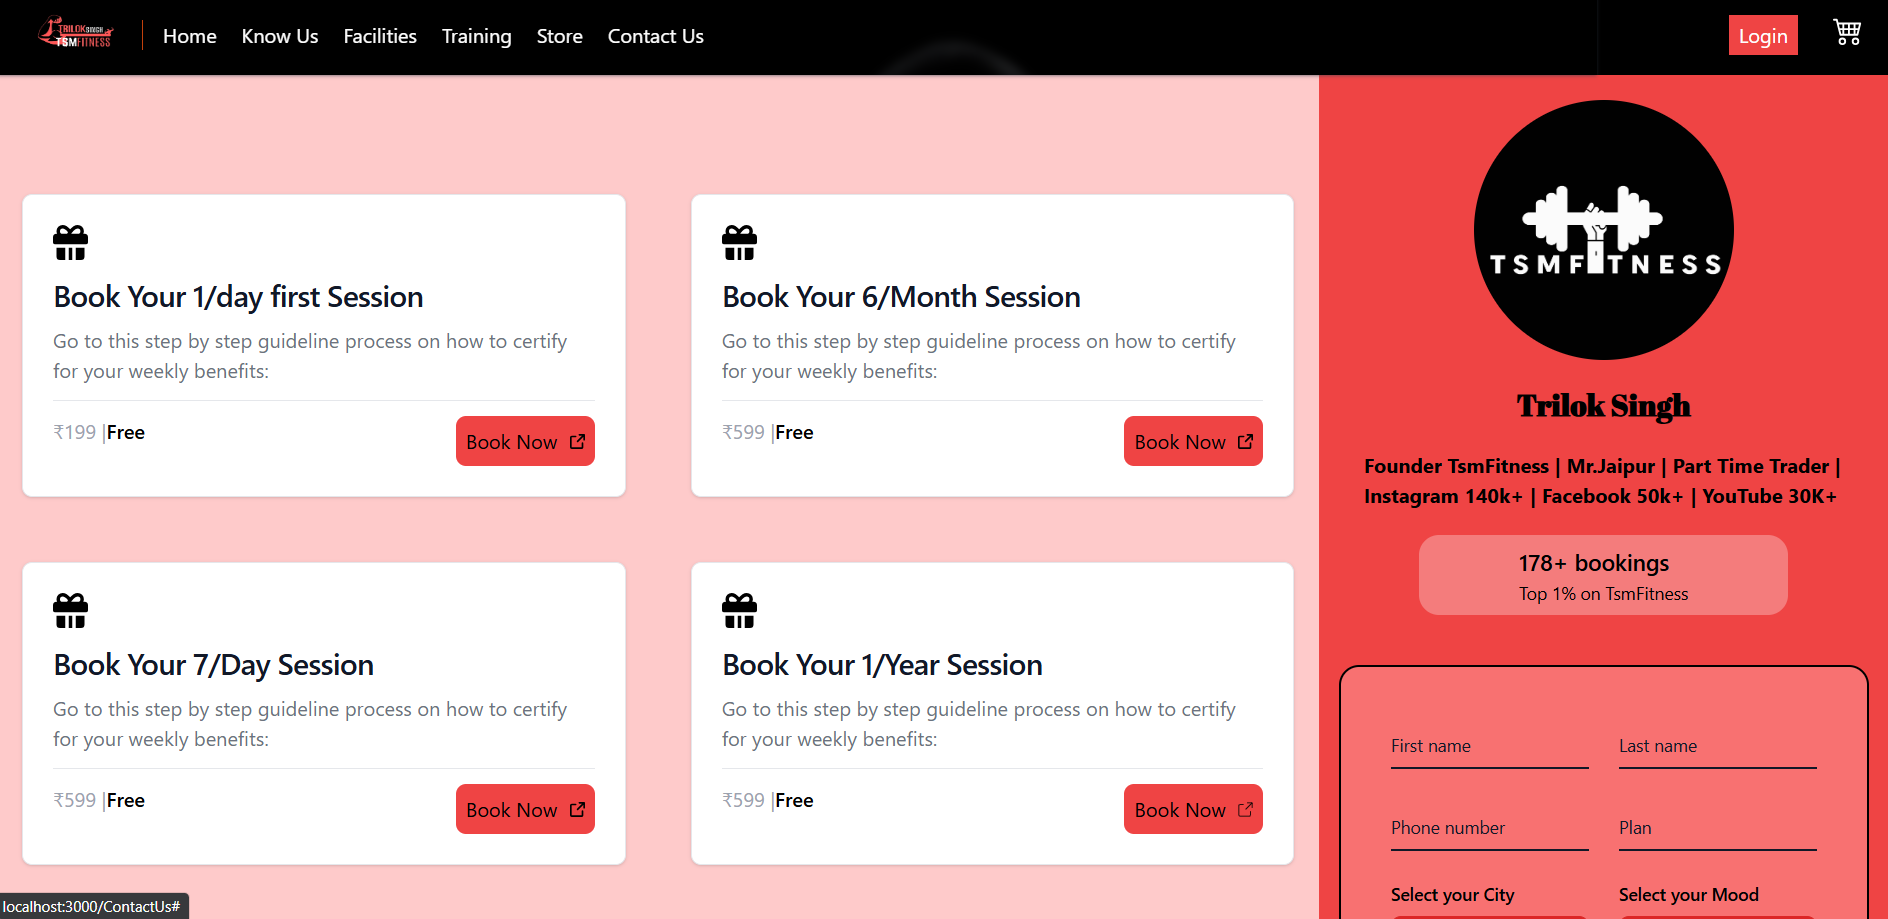 TRILOKSINGH
TSMFITNESS
Home
Know Us
Facilities
Training
Store
Contact Us
Login
Book Your 1/day first Session
Go to this step by step guideline process on how to certify
for your weekly benefits:
₹199 |Free
Book Now
Book Your 6/Month Session
Go to this step by step guideline process on how to certify
for your weekly benefits:
₹599 |Free
Book Now
Book Your 7/Day Session
Go to this step by step guideline process on how to certify
for your weekly benefits:
₹599 |Free
Book Now
Book Your 1/Year Session
Go to this step by step guideline process on how to certify
for your weekly benefits:
₹599 |Free
Book Now
TSMFITNESS
Trilok Singh
Founder TsmFitness | Mr.Jaipur | Part Time Trader |
Instagram 140k+ | Facebook 50k+ | YouTube 30K+
178+ bookings
Top 1% on TsmFitness
First name
Last name
Phone number
Plan
Select your City
Select your Mood
localhost:3000/ContactUs#